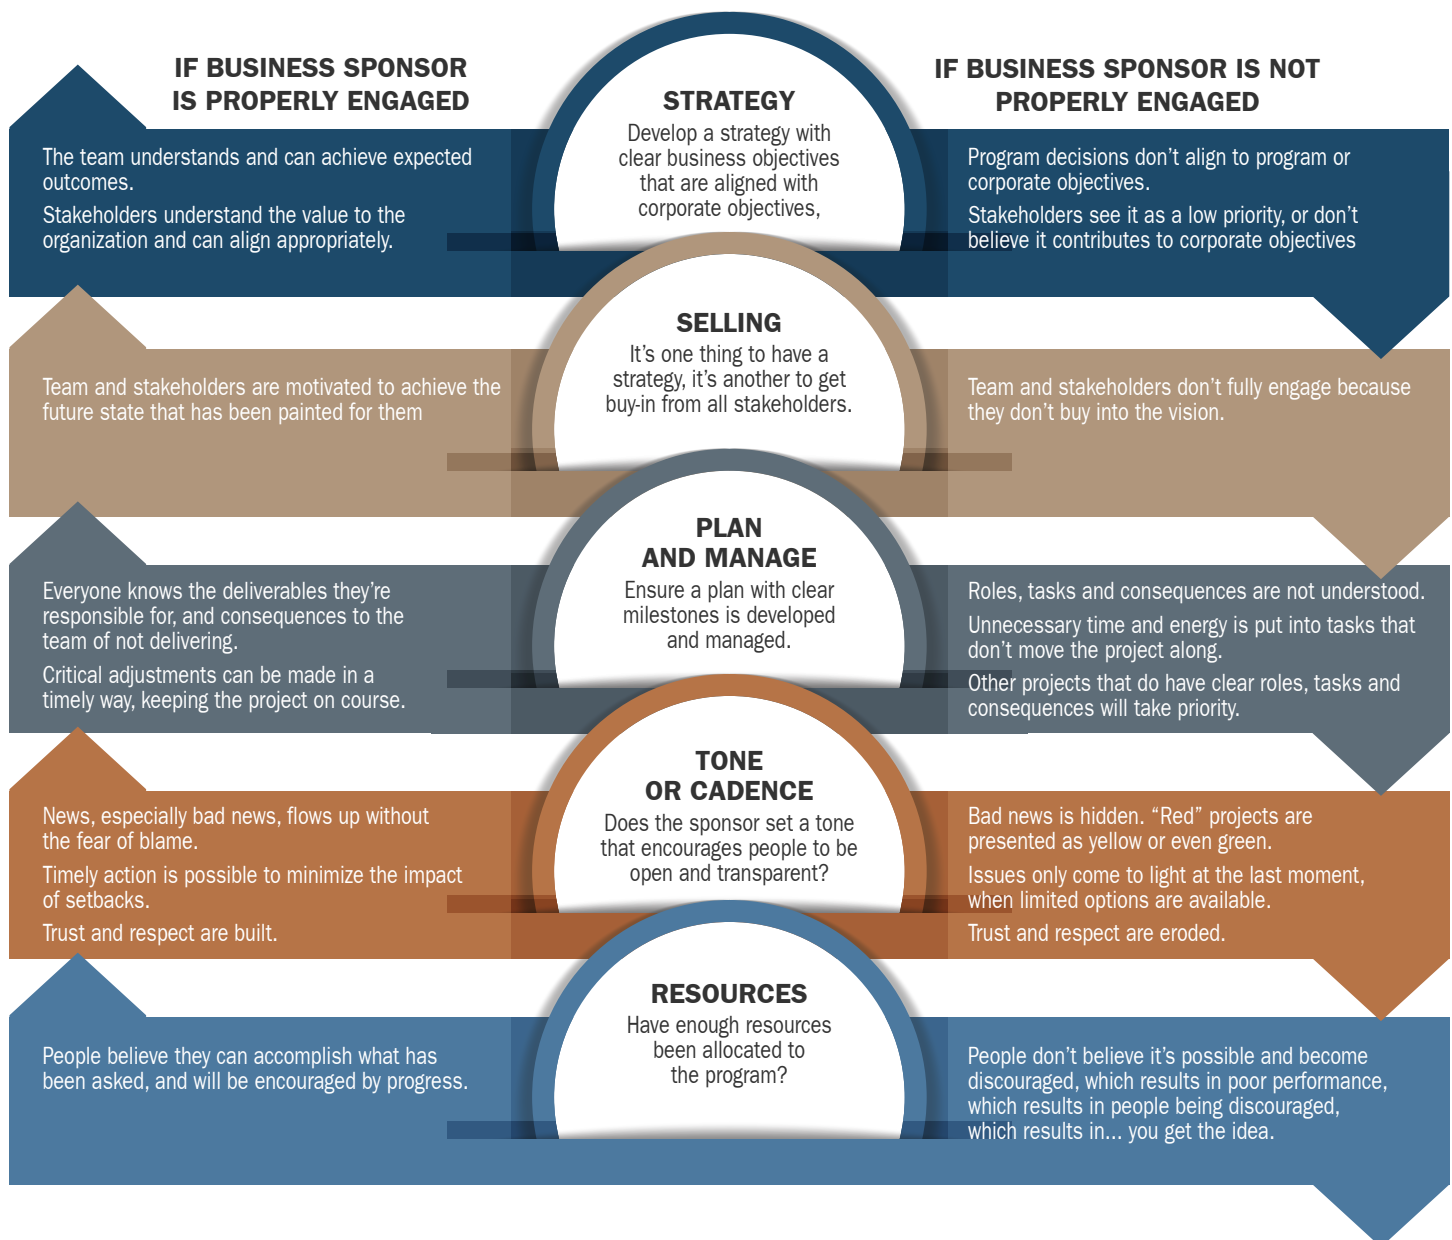 IF BUSINESS SPONSOR
IS PROPERLY ENGAGED
IF BUSINESS SPONSOR IS NOT
PROPERLY ENGAGED
STRATEGY
Develop a strategy with
clear business objectives
that are aligned with
corporate objectives,
The team understands and can achieve expected
outcomes.
Stakeholders understand the value to the
organization and can align appropriately.
Program decisions don’t align to program or
corporate objectives.
Stakeholders see it as a low priority, or don’t
believe it contributes to corporate objectives
SELLING
It’s one thing to have a
strategy, it’s another to get
buy-in from all stakeholders.
Team and stakeholders are motivated to achieve the
future state that has been painted for them
Team and stakeholders don’t fully engage because
they don’t buy into the vision.
PLAN
AND MANAGE
Ensure a plan with clear
milestones is developed
and managed.
Everyone knows the deliverables they’re
responsible for, and consequences to the
team of not delivering.
Critical adjustments can be made in a
timely way, keeping the project on course.
Roles, tasks and consequences are not understood.
Unnecessary time and energy is put into tasks that
don’t move the project along.
Other projects that do have clear roles, tasks and
consequences will take priority.
TONE
OR CADENCE
Does the sponsor set a tone
that encourages people to be
open and transparent?
News, especially bad news, flows up without
the fear of blame.
Timely action is possible to minimize the impact
of setbacks.
Trust and respect are built.
Bad news is hidden. “Red” projects are
presented as yellow or even green.
Issues only come to light at the last moment,
when limited options are available.
Trust and respect are eroded.
RESOURCES
Have enough resources
been allocated to
the program?
People believe they can accomplish what has
been asked, and will be encouraged by progress.
People don’t believe it’s possible and become
discouraged, which results in poor performance,
which results in people being discouraged,
which results in... you get the idea.